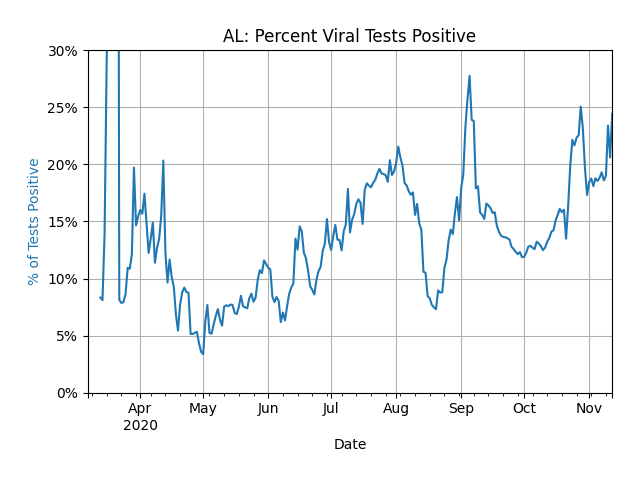 AL: Percent Viral Tests Positive
30%
25%
20%
15%
10%
5%
0%
% of Tests Positive
Apr May Jun Jul Aug Sep Oct Nov
2020
Date